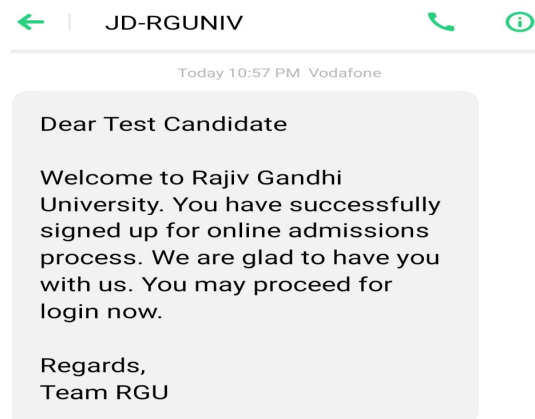 JD-RGUNIV
Today 10:57 PM Vodafone
Dear Test Candidate
Welcome to Rajiv Gandhi
University. You have successfully
signed up for online admissions
process. We are glad to have you
with us. You may proceed for
login now.
Regards,
Team RGU